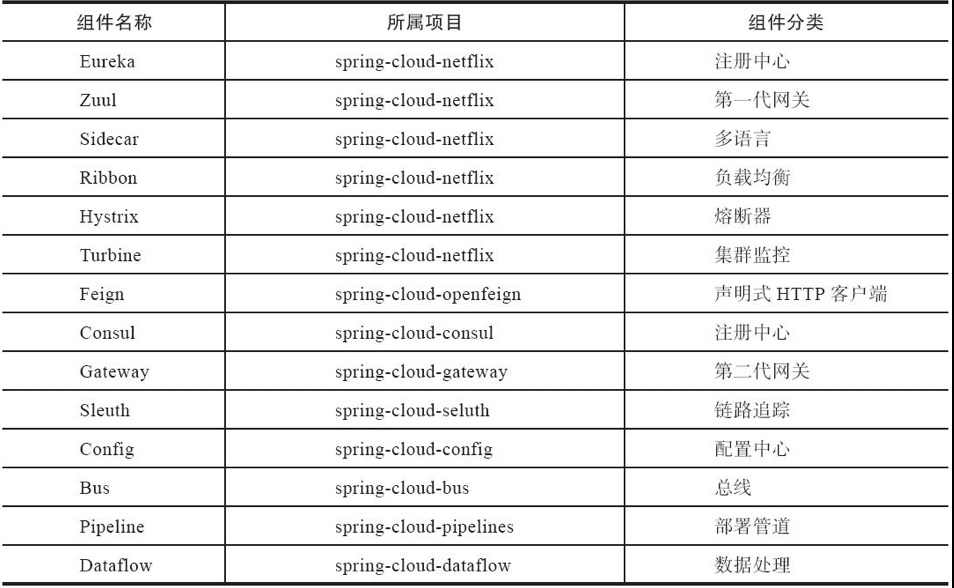 组件名称 所属项目 组件分类
Eureka spring-cloud-netflix 注册中心
Zuul spring-cloud-netflix 第一代网关
Sidecar spring-cloud-netflix 多语言
Ribbon spring-cloud-netflix 负载均衡
Hystrix spring-cloud-netflix 熔断器
Turbine spring-cloud-netflix 集群监控
Feign spring-cloud-openfeign 声明式 HTTP 客户端
Consul spring-cloud-consul 注册中心
Gateway spring-cloud-gateway 第二代网关
Sleuth spring-cloud-seluth 链路追踪
Config spring-cloud-config 配置中心
Bus spring-cloud-bus 总线
Pipeline spring-cloud-pipelines 部署管道
Dataflow spring-cloud-dataflow 数据处理